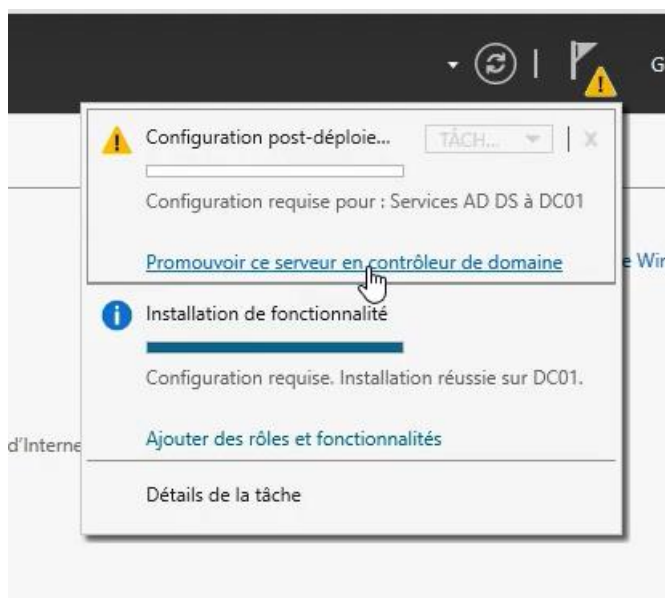 G
Configuration post-déploie...
TÂCH...
X
Configuration requise pour : Services AD DS à DC01
Promouvoir ce serveur en contrôleur de domaine
e Wir
Installation de fonctionnalité
Configuration requise. Installation réussie sur DC01.
d'Interne
Ajouter des rôles et fonctionnalités
Détails de la tâche